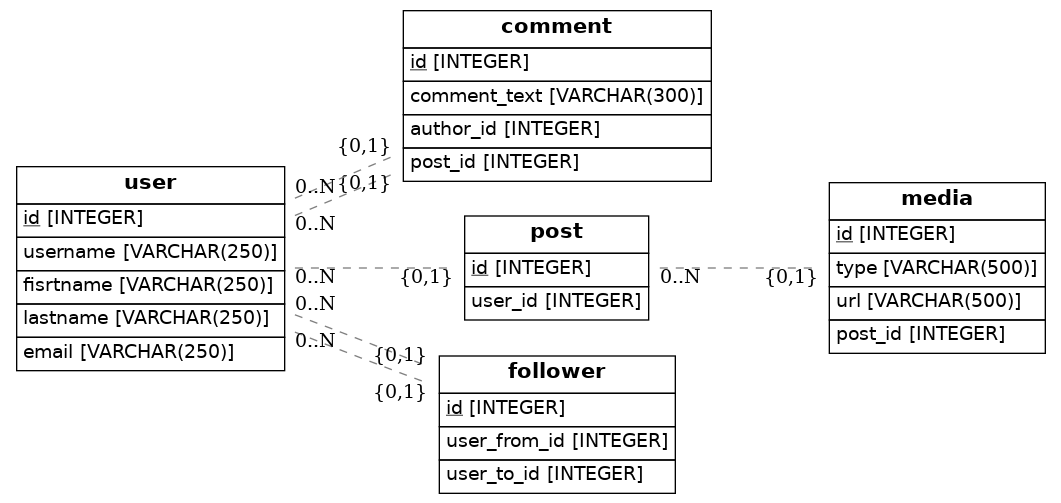 comment
id [INTEGER]
comment_text [VARCHAR(300)]
author_id [INTEGER]
post_id [INTEGER]
{0,1}
{0,1}
0..N
0..N
user
id [INTEGER]
username [VARCHAR(250)]
fisrtname [VARCHAR(250)]
lastname [VARCHAR(250)]
email [VARCHAR(250)]
0..N
{0,1}
post
id [INTEGER]
user_id [INTEGER]
0..N
{0,1}
media
id [INTEGER]
type [VARCHAR(500)]
url [VARCHAR(500)]
post_id [INTEGER]
0..N
0..N
{0,1}
{0,1}
follower
id [INTEGER]
user_from_id [INTEGER]
user_to_id [INTEGER]